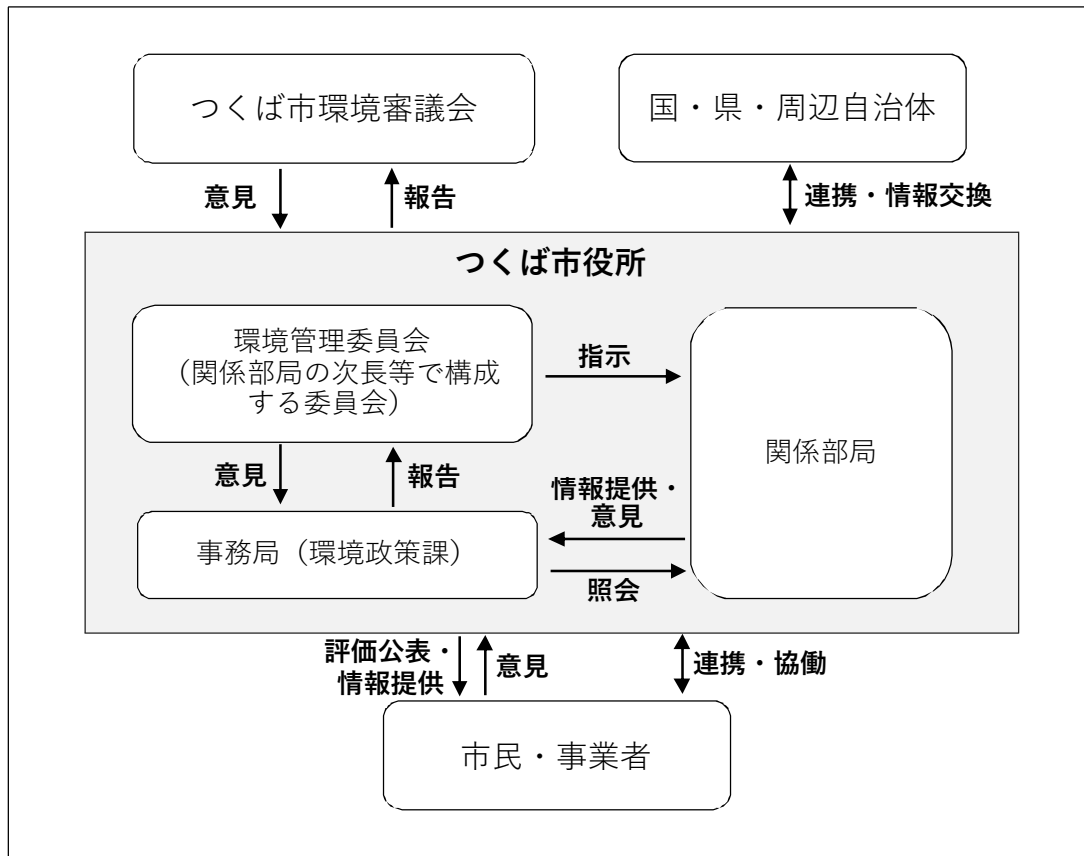 つくば市環境審議会
国・県・周辺自治体
意見
報告
連携・情報交換
つくば市役所
環境管理委員会
（関係部局の次長等で構成
する委員会）
指示
関係部局
意見
報告
情報提供・
意見
事務局（環境政策課）
照会
評価公表・
情報提供
意見
連携・協働
市民・事業者